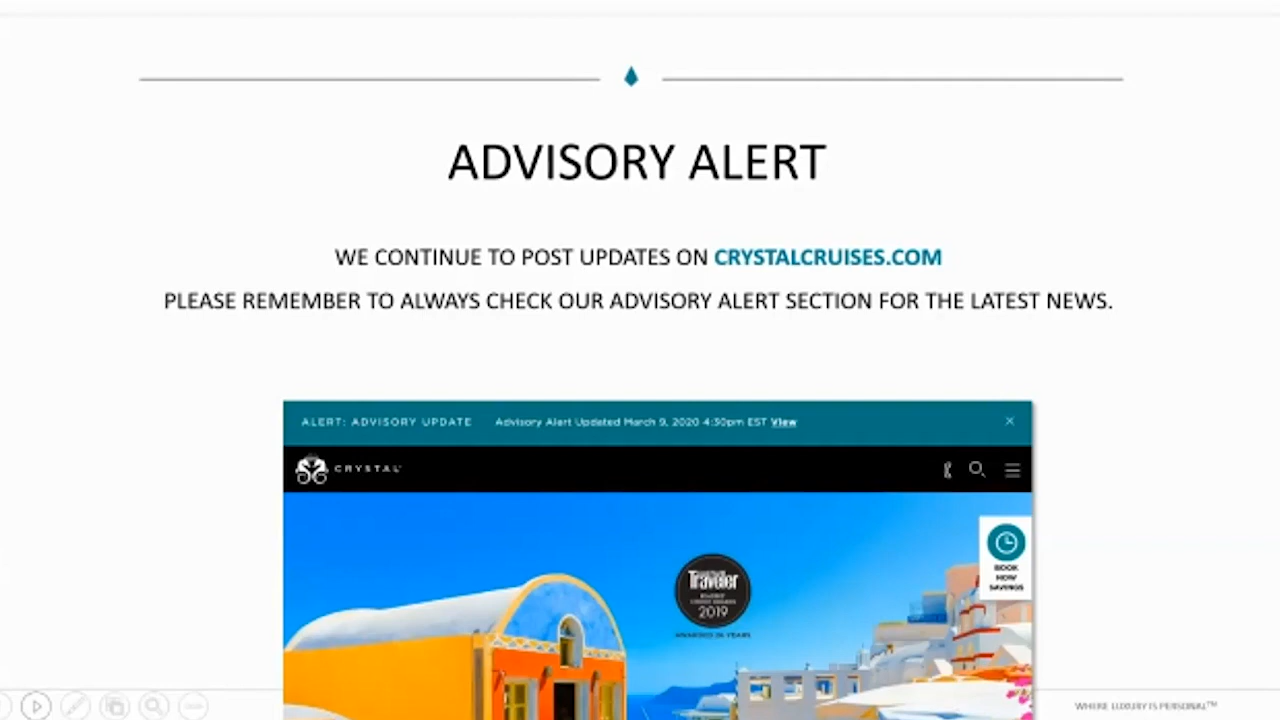 ADVISORY ALERT
WE CONTINUE TO POST UPDATES ON CRYSTALCRUISES.COM
PLEASE REMEMBER TO ALWAYS CHECK OUR ADVISORY ALERT SECTION FOR THE LATEST NEWS.
ALERT: ADVISORY UPDATE Advisory Alert Updated March 9, 2020 4:30pm EST View
CRYSTAL
Traveler
2019
BOOK
NOW
SAVINGS
WHERE LUXURY IS PERSONAL™